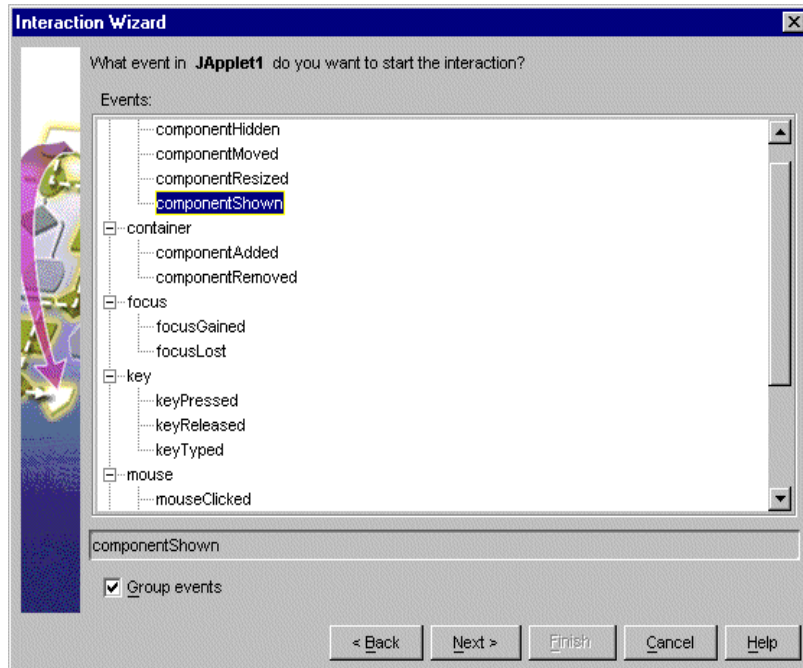 Interaction Wizard
What event in JApplet1 do you want to start the interaction?
Events:
componentHidden
componentMoved
componentResized
componentShown
container
componentAdded
componentRemoved
focus
focusGained
focusLost
key
keyPressed
keyReleased
keyTyped
mouse
mouseClicked
componentShown
Group events
< Back Next > Finish Cancel Help